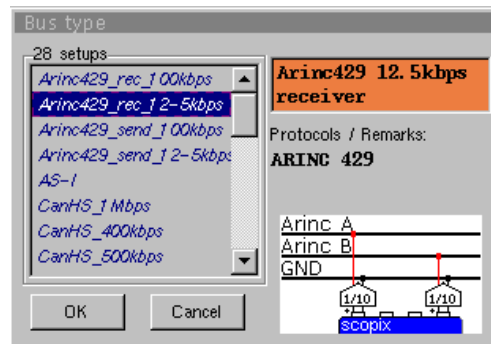 Bus type
28 setups
Arinc429_rec_100kbps
Arinc429_rec_12-5kbps
Arinc429_send_100kbps
Arinc429_send_12-5kbps
AS-I
CanHS_1Mbps
CanHS_400kbps
CanHS_500kbps
OK
Cancel
Arinc429 12.5kbps
receiver
Protocols / Remarks:
ARINC 429
Arinc A
Arinc B
GND
1/10
1/10
scopix